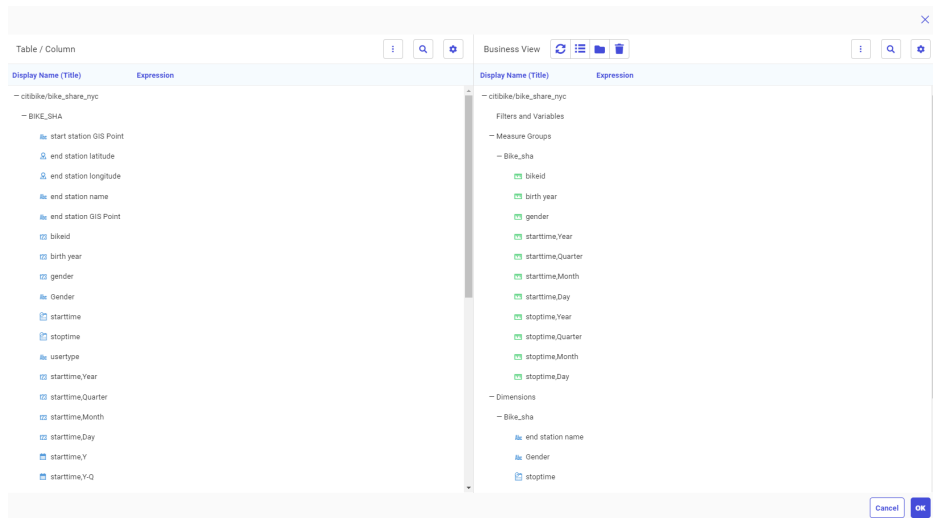 Table / Column
Display Name (Title) Expression
citibike/bike_share_nyc
BIKE_SHA
start station GIS Point
end station latitude
end station longitude
end station name
end station GIS Point
bikeid
birth year
gender
Gender
starttime
stoptime
usertype
starttime,Year
starttime,Quarter
starttime,Month
starttime,Day
starttime,Y
starttime,Y-Q
Business View
Display Name (Title) Expression
citibike/bike_share_nyc
Filters and Variables
Measure Groups
Bike_sha
bikeid
birth year
gender
starttime,Year
starttime,Quarter
starttime,Month
starttime,Day
stoptime,Year
stoptime,Quarter
stoptime,Month
stoptime,Day
Dimensions
Bike_sha
end station name
Gender
stoptime
Cancel OK